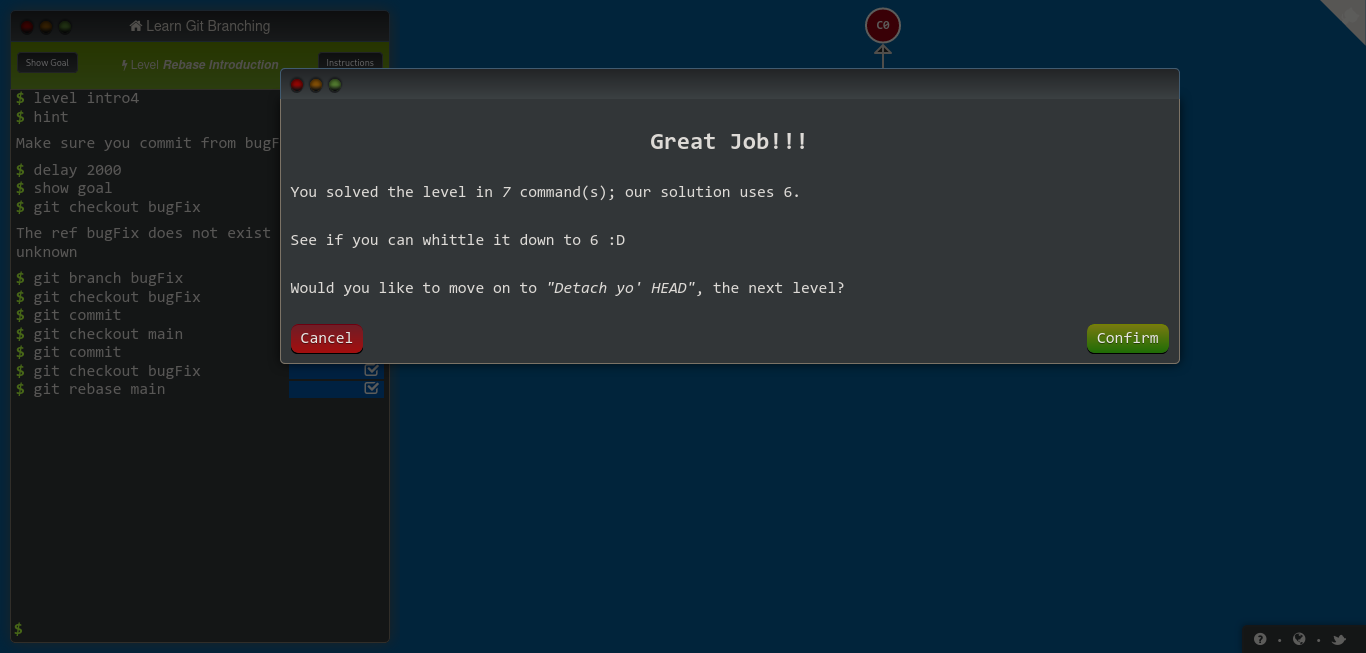 Learn Git Branching
C0
Show Goal
Level Rebase Introduction
Instructions
$ level intro4
$ hint
Make sure you commit from bugF
$ delay 2000
$ show goal
$ git checkout bugFix
The ref bugFix does not exist
unknown
$ git branch bugFix
$ git checkout bugFix
$ git commit
$ git checkout main
$ git commit
$ git checkout bugFix
$ git rebase main
$
Great Job!!!
You solved the level in 7 command(s); our solution uses 6.
See if you can whittle it down to 6 :D
Would you like to move on to "Detach yo' HEAD", the next level?
Cancel
Confirm